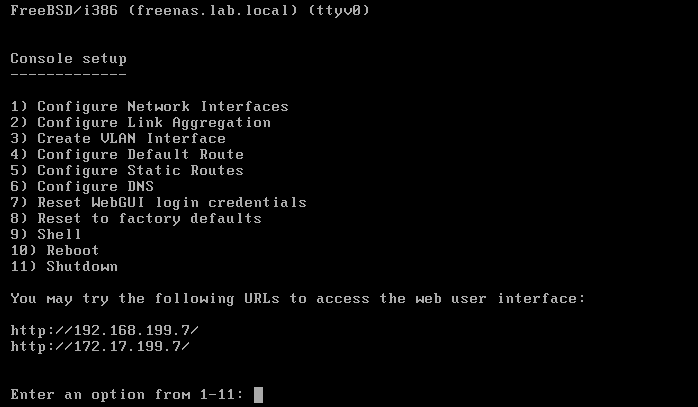 FreeBSD/i386 (freenas.lab.local) (ttyv0)
Console setup
-------------
1) Configure Network Interfaces
2) Configure Link Aggregation
3) Create VLAN Interface
4) Configure Default Route
5) Configure Static Routes
6) Configure DNS
7) Reset WebGUI login credentials
8) Reset to factory defaults
9) Shell
10) Reboot
11) Shutdown
You may try the following URLs to access the web user interface:
http://192.168.199.7/
http://172.17.199.7/
Enter an option from 1-11: